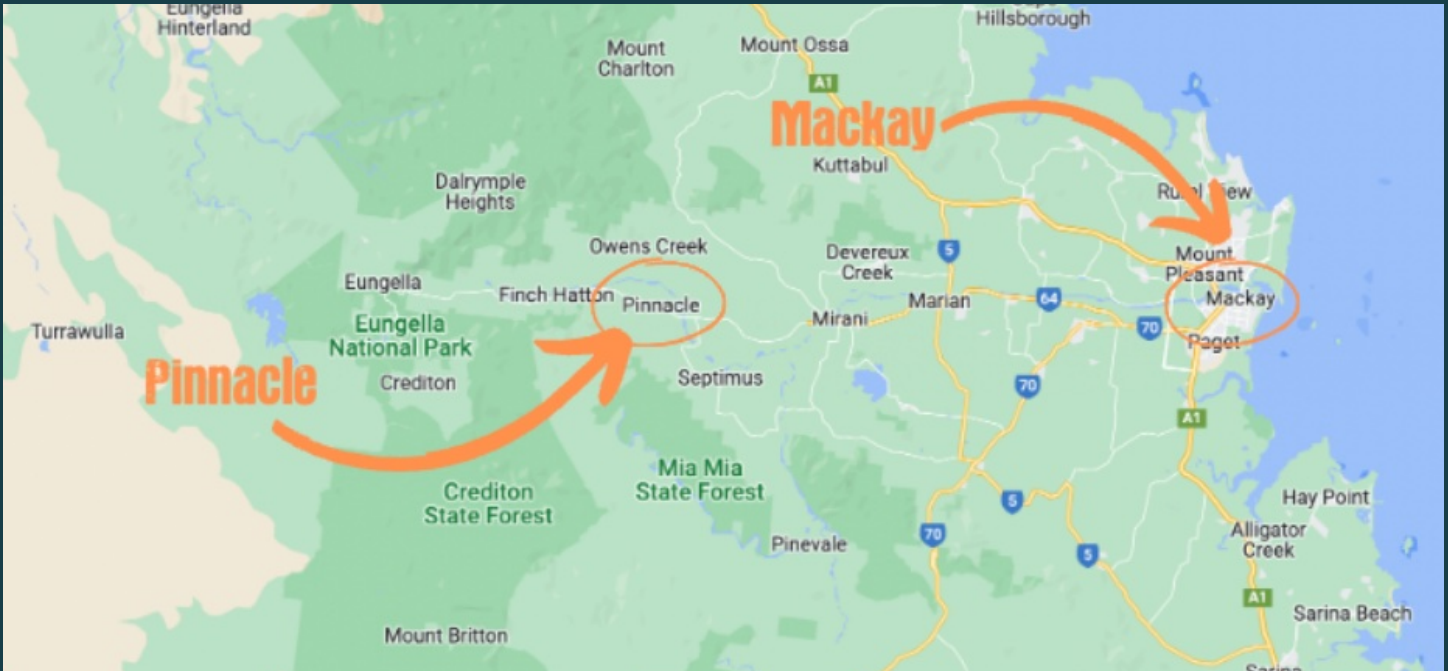 Eungella
Hinterland
Hillsborough
Mount
Charlton
Mount Ossa
A1
Mackay
Kuttabul
Dalrymple
Heights
Mount
Pleasant
Owens Creek
Devereux
Creek
5
Eungella
Finch Hatton
Pinnacle
Mirani
Marian
64
Mackay
70
Paget
Turrawulla
Eungella
National Park
Crediton
Pinnacle
Septimus
70
A1
Mia Mia
State Forest
Crediton
State Forest
5
Hay Point
70
Pinevale
Alligator
Creek
5
A1
Sarina Beach
Mount Britton